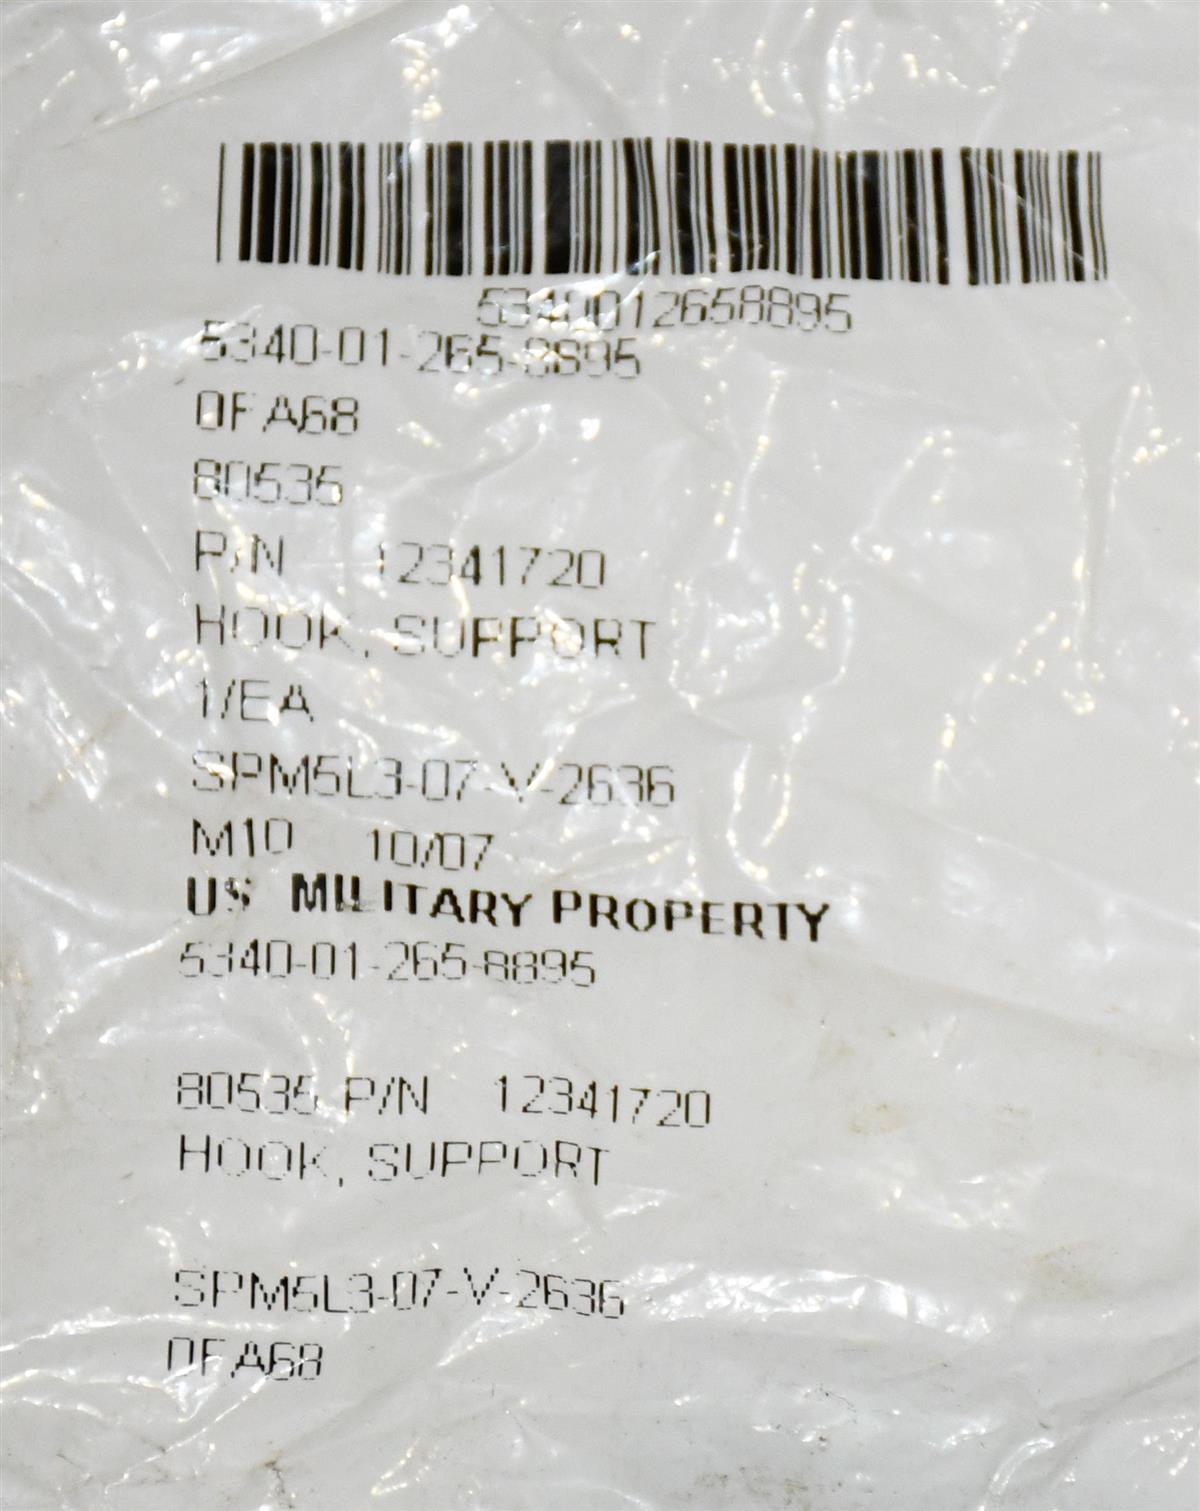 5340012658895
5340-01-265-8895
0FA68
80535
P/N 12341720
HOOK, SUPPORT
1/EA
SPM5L3-07-V-2636
M10 10/07
US MILITARY PROPERTY
5340-01-265-8895
80535 P/N 12341720
HOOK, SUPPORT
SPM5L3-07-V-2636
0FA68